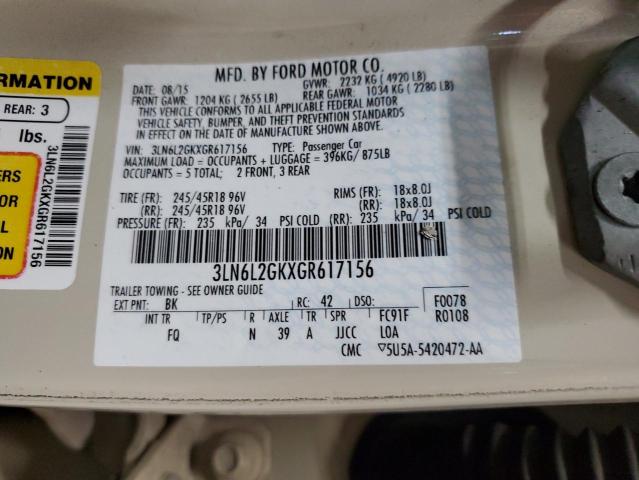 ORMATION
REAR: 3
lbs.
ERS
OR
AL
ION
3LN6L2GKXGR617156
MFD. BY FORD MOTOR CO.
DATE: 08/15
GVWR: 2232 KG ( 4920 LB)
FRONT GAWR: 1204 KG ( 2655 LB)
REAR GAWR: 1034 KG ( 2280 LB)
THIS VEHICLE CONFORMS TO ALL APPLICABLE FEDERAL MOTOR
VEHICLE SAFETY, BUMPER, AND THEFT PREVENTION STANDARDS
IN EFFECT ON THE DATE OF MANUFACTURE SHOWN ABOVE.
VIN: 3LN6L2GKXGR617156 TYPE: Passenger Car
MAXIMUM LOAD = OCCUPANTS + LUGGAGE = 396KG/ 875LB
OCCUPANTS = 5 TOTAL; 2 FRONT, 3 REAR
TIRE (FR): 245/45R18 96V RIMS (FR): 18x8.0J
(RR): 245/45R18 96V (RR): 18x8.0J
PRESSURE (FR): 235 kPa/ 34 PSI COLD (RR): 235 kPa/ 34 PSI COLD
3LN6L2GKXGR617156
TRAILER TOWING - SEE OWNER GUIDE
EXT PNT: BK RC: 42 DSO: F0078
INT TR TP/PS R AXLE TR SPR FC91F R0108
FQ N 39 A JJCC LOA
CMC ▽5U5A-5420472-AA